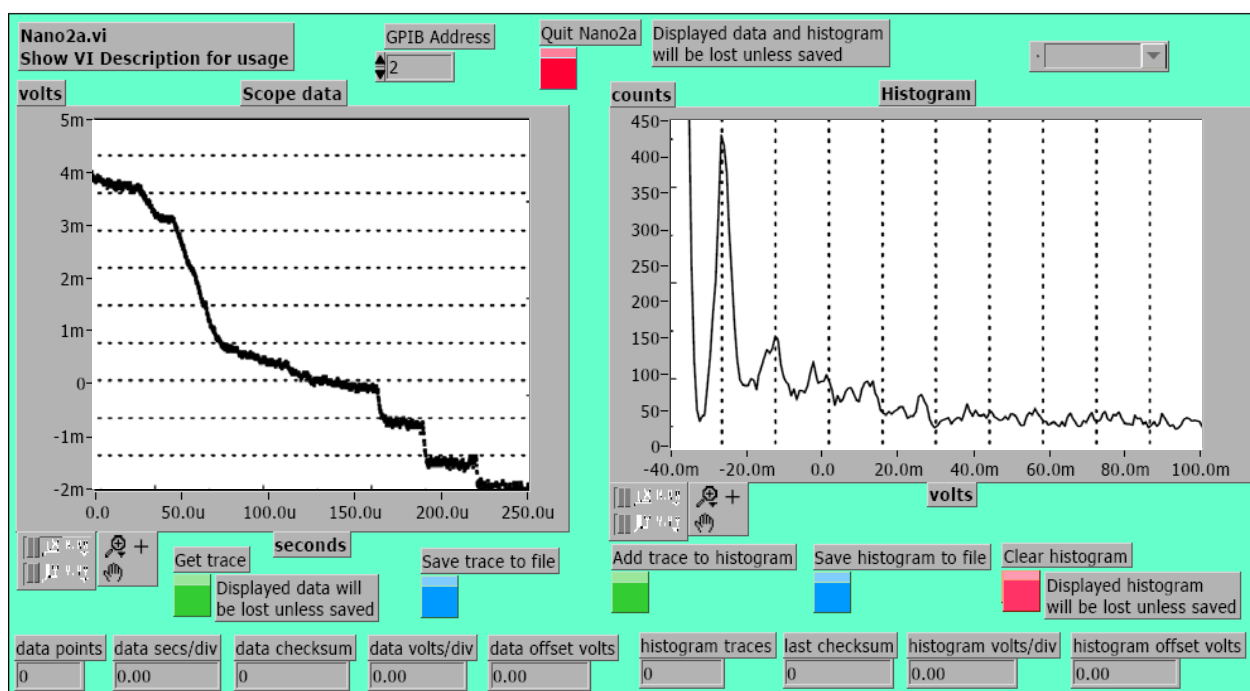 Nano2a.vi
Show VI Description for usage
GPIB Address
2
Quit Nano2a
Displayed data and histogram
will be lost unless saved
volts
Scope data
5m
4m
3m
2m
1m
0
-1m
-2m
0.0 50.0u 100.0u 150.0u 200.0u 250.0u
seconds
counts
Histogram
450
400
350
300
250
200
150
100
50
0
-40.0m -20.0m 0.0 20.0m 40.0m 60.0m 80.0m 100.0m
volts
Get trace
Displayed data will
be lost unless saved
Save trace to file
Add trace to histogram
Save histogram to file
Clear histogram
Displayed histogram
will be lost unless saved
data points data secs/div data checksum data volts/div data offset volts histogram traces last checksum histogram volts/div histogram offset volts
0 0.00 0 0.00 0.00 0 0 0.00 0.00